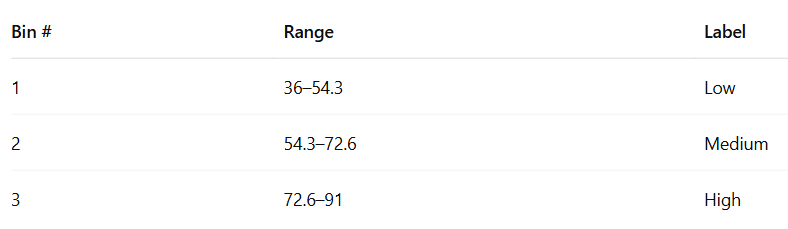 Bin # Range Label
1 36–54.3 Low
2 54.3–72.6 Medium
3 72.6–91 High